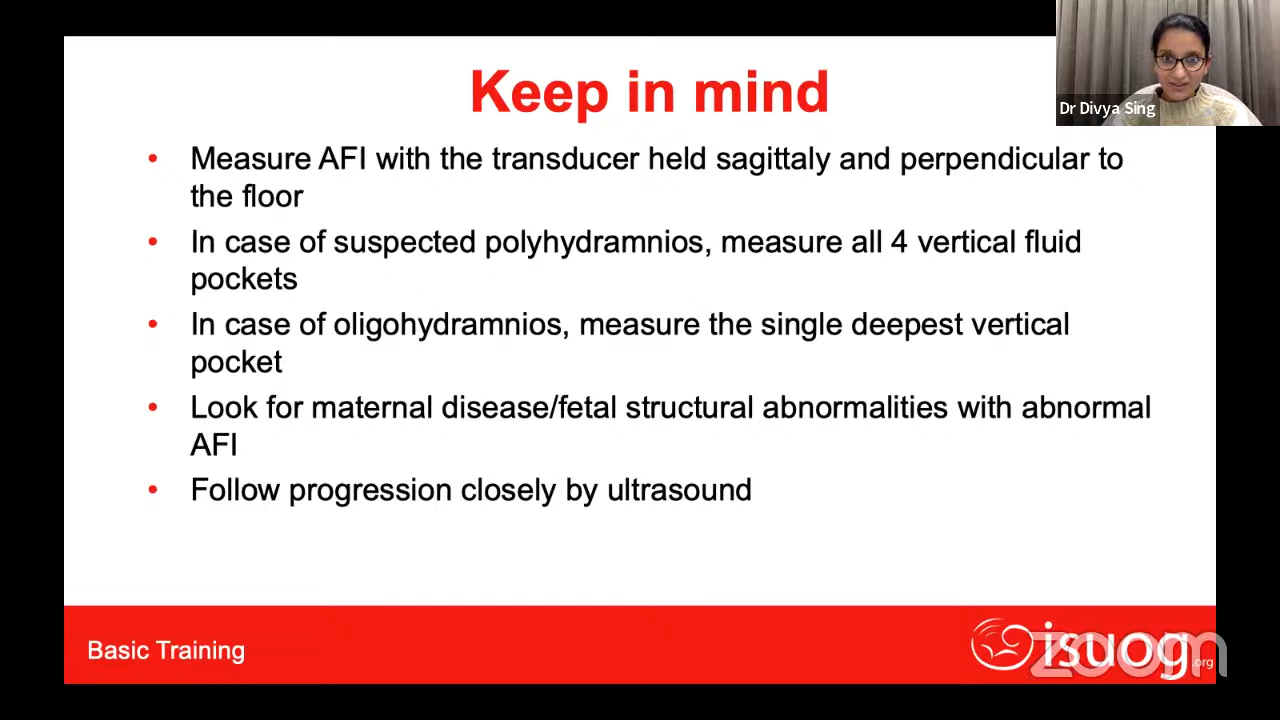 Keep in mind
Dr Divya Sing
• Measure AFI with the transducer held sagittaly and perpendicular to
the floor
• In case of suspected polyhydramnios, measure all 4 vertical fluid
pockets
• In case of oligohydramnios, measure the single deepest vertical
pocket
• Look for maternal disease/fetal structural abnormalities with abnormal
AFI
• Follow progression closely by ultrasound
Basic Training
isuog.org
zoom